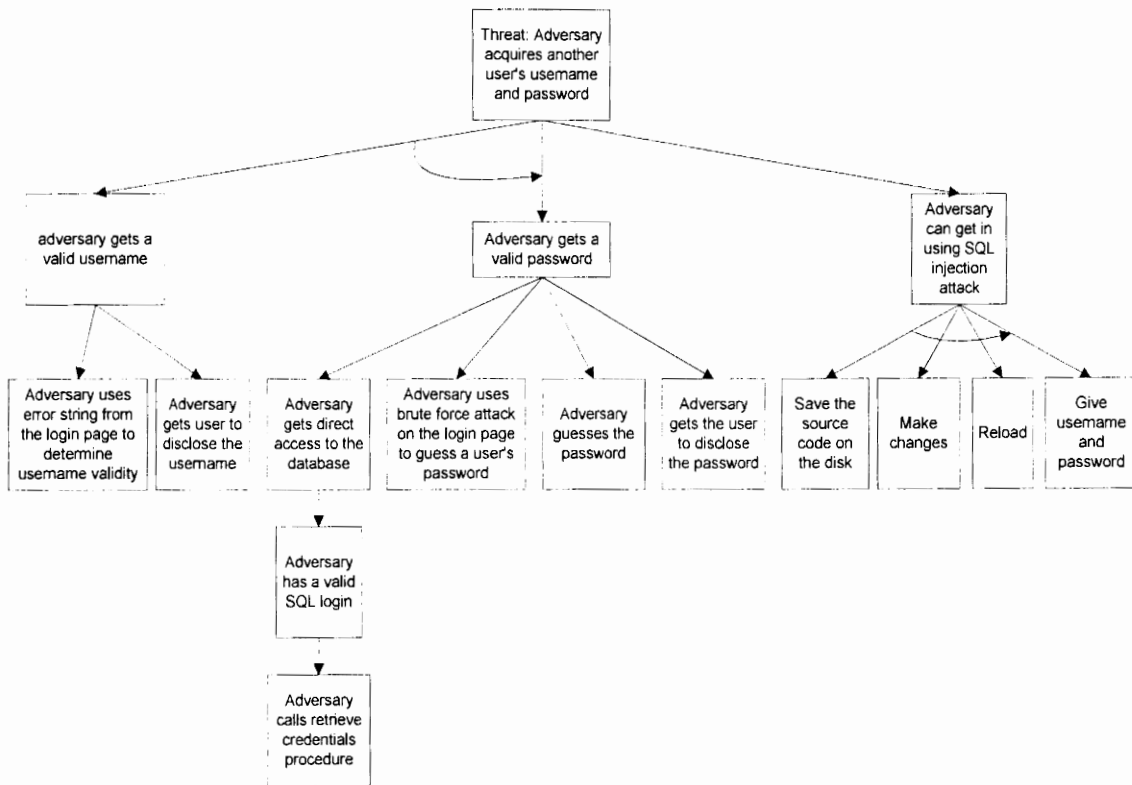 Threat: Adversary
acquires another
user's username
and password
adversary gets a
valid username
Adversary gets a
valid password
Adversary
can get in
using SQL
injection
attack
Adversary uses
error string from
the login page to
determine
username validity
Adversary
gets user to
disclose the
username
Adversary
gets direct
access to the
database
Adversary uses
brute force attack
on the login page
to guess a user's
password
Adversary
guesses the
password
Adversary
gets the user
to disclose
the password
Save the
source
code on
the disk
Make
changes
Reload
Give
username
and
password
Adversary
has a valid
SQL login
Adversary
calls retrieve
credentials
procedure